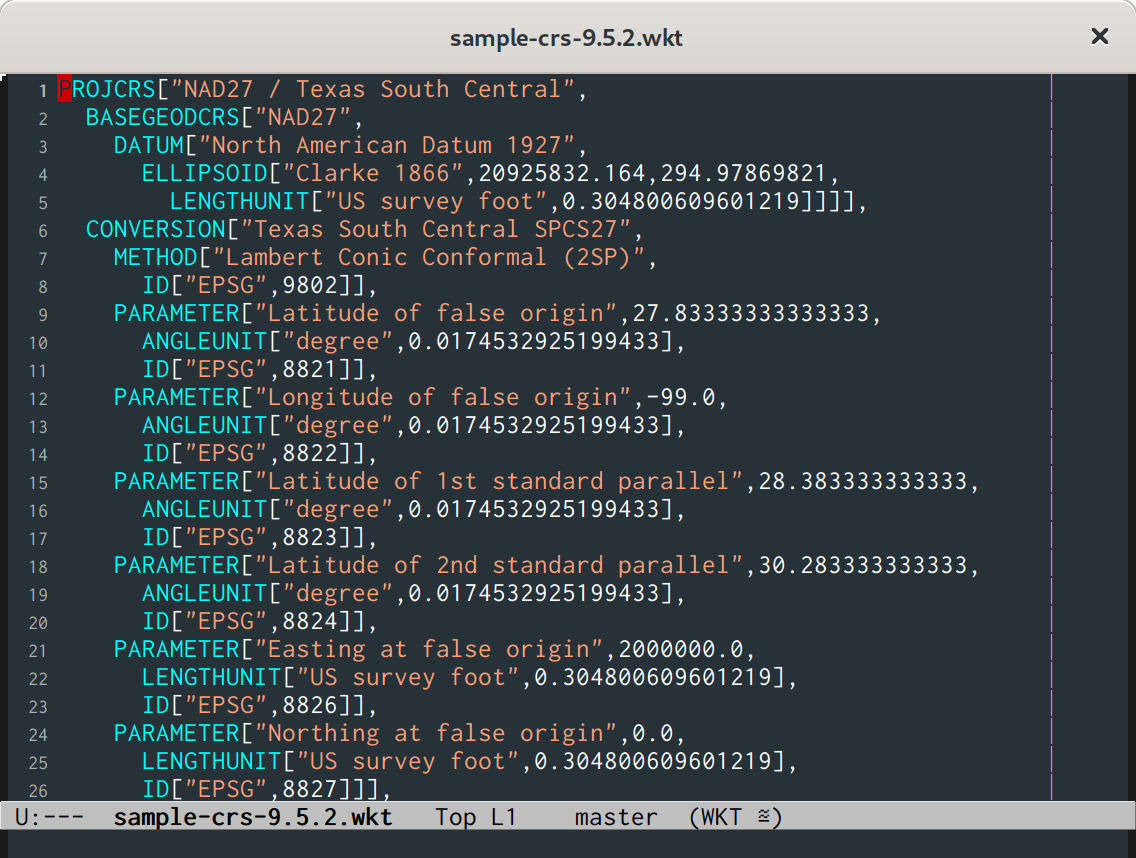 sample-crs-9.5.2.wkt ×
1 PROJCRS["NAD27 / Texas South Central",
2   BASEGEODCRS["NAD27",
3     DATUM["North American Datum 1927",
4       ELLIPSOID["Clarke 1866",20925832.164,294.97869821,
5         LENGTHUNIT["US survey foot",0.304800609601219]]]],
6   CONVERSION["Texas South Central SPCS27",
7     METHOD["Lambert Conic Conformal (2SP)",
8       ID["EPSG",9802]],
9     PARAMETER["Latitude of false origin",27.83333333333333,
10       ANGLEUNIT["degree",0.0174532925199433],
11       ID["EPSG",8821]],
12     PARAMETER["Longitude of false origin",-99.0,
13       ANGLEUNIT["degree",0.0174532925199433],
14       ID["EPSG",8822]],
15     PARAMETER["Latitude of 1st standard parallel",28.383333333333,
16       ANGLEUNIT["degree",0.0174532925199433],
17       ID["EPSG",8823]],
18     PARAMETER["Latitude of 2nd standard parallel",30.283333333333,
19       ANGLEUNIT["degree",0.0174532925199433],
20       ID["EPSG",8824]],
21     PARAMETER["Easting at false origin",2000000.0,
22       LENGTHUNIT["US survey foot",0.304800609601219],
23       ID["EPSG",8826]],
24     PARAMETER["Northing at false origin",0.0,
25       LENGTHUNIT["US survey foot",0.304800609601219],
26       ID["EPSG",8827]]],
U:---  sample-crs-9.5.2.wkt   Top L1    master  (WKT ≊)